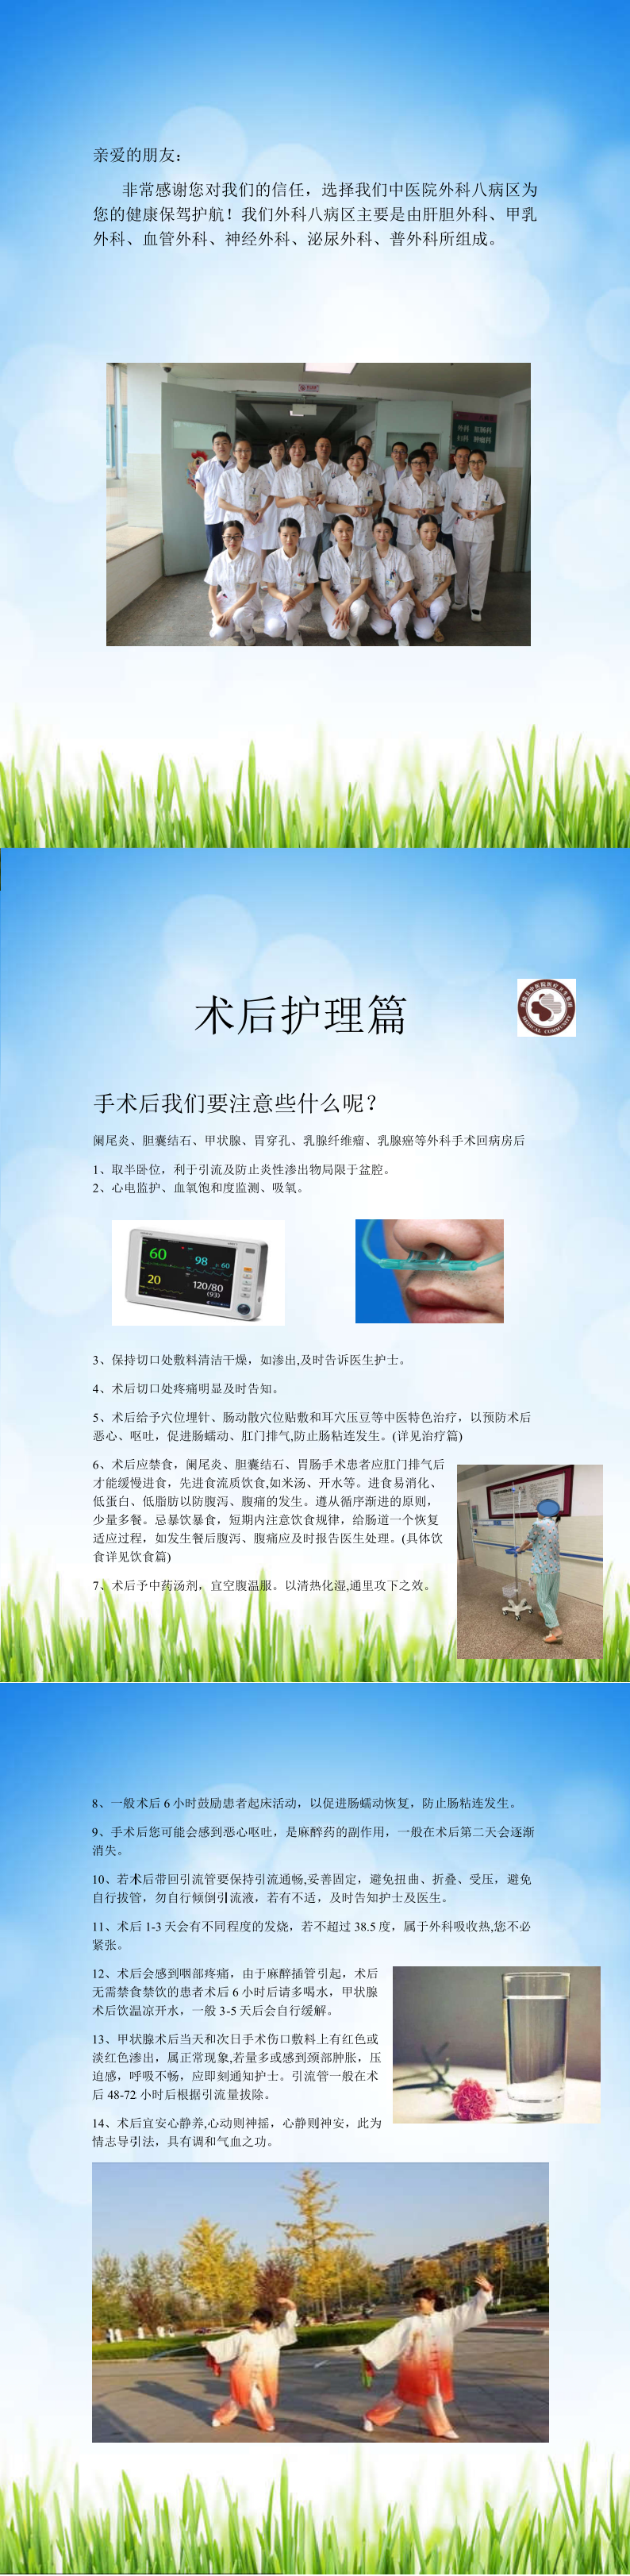 亲爱的朋友：
非常感谢您对我们的信任，选择我们中医院外科八病区为
您的健康保驾护航！我们外科八病区主要是由肝胆外科、甲乳
外科、血管外科、神经外科、泌尿外科、普外科所组成。
术后护理篇
MEDICAL COMMUNITY
手术后我们要注意些什么呢？
阑尾炎、胆囊结石、甲状腺、胃穿孔、乳腺纤维瘤、乳腺癌等外科手术回病房后
1、取半卧位，利于引流及防止炎性渗出物局限于盆腔。
2、心电监护、血氧饱和度监测、吸氧。
60
98
60
20
120/80
(93)
3、保持切口处敷料清洁干燥，如渗出,及时告诉医生护士。
4、术后切口处疼痛明显及时告知。
5、术后给予穴位埋针、肠动散穴位贴敷和耳穴压豆等中医特色治疗，以预防术后
恶心、呕吐，促进肠蠕动、肛门排气,防止肠粘连发生。(详见治疗篇)
6、术后应禁食，阑尾炎、胆囊结石、胃肠手术患者应肛门排气后
才能缓慢进食，先进食流质饮食,如米汤、开水等。进食易消化、
低蛋白、低脂肪以防腹泻、腹痛的发生。遵从循序渐进的原则，
少量多餐。忌暴饮暴食，短期内注意饮食规律，给肠道一个恢复
适应过程，如发生餐后腹泻、腹痛应及时报告医生处理。(具体饮
食详见饮食篇)
7、术后予中药汤剂，宜空腹温服。以清热化湿,通里攻下之效。
8、一般术后 6 小时鼓励患者起床活动，以促进肠蠕动恢复，防止肠粘连发生。
9、手术后您可能会感到恶心呕吐，是麻醉药的副作用，一般在术后第二天会逐渐
消失。
10、若术后带回引流管要保持引流通畅,妥善固定，避免扭曲、折叠、受压，避免
自行拔管，勿自行倾倒引流液，若有不适，及时告知护士及医生。
11、术后 1-3 天会有不同程度的发烧，若不超过 38.5 度，属于外科吸收热,您不必
紧张。
12、术后会感到咽部疼痛，由于麻醉插管引起，术后
无需禁食禁饮的患者术后 6 小时后请多喝水，甲状腺
术后饮温凉开水，一般 3-5 天后会自行缓解。
13、甲状腺术后当天和次日手术伤口敷料上有红色或
淡红色渗出，属正常现象,若量多或感到颈部肿胀，压
迫感，呼吸不畅，应即刻通知护士。引流管一般在术
后 48-72 小时后根据引流量拔除。
14、术后宜安心静养,心动则神摇，心静则神安，此为
情志导引法，具有调和气血之功。